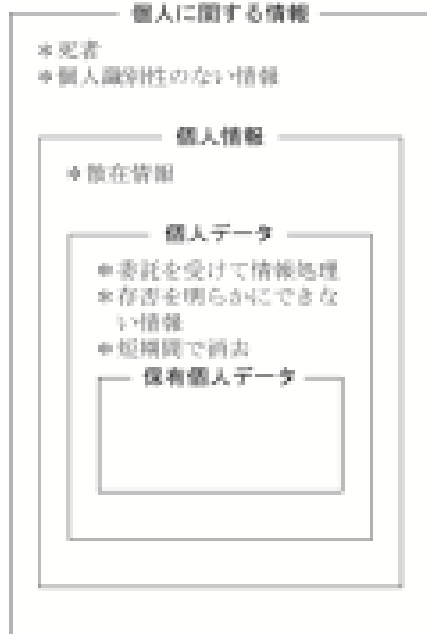 個人に関する情報
＊死者
＊個人識別性のない情報
個人情報
＊散在情報
個人データ
＊委託を受けて情報処理
＊存否を明らかにできな
い情報
＊短期間で消去
保有個人データ